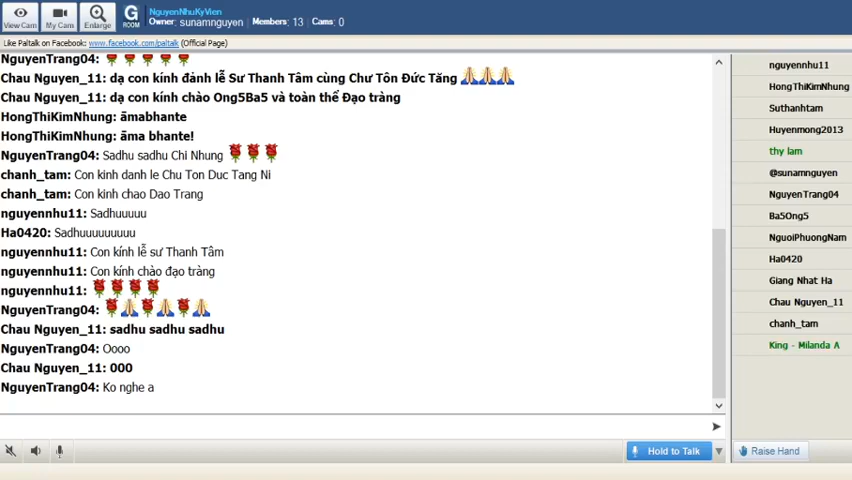 NguyenNhuKyVien
Owner: sunamnguyen Members: 13 Cams: 0
View Cam My Cam Enlarge G ROOM
Like Paltalk on Facebook: www.facebook.com/paltalk (Official Page)
NguyenTrang04:
Chau Nguyen_11: dạ con kính đảnh lễ Sư Thanh Tâm cùng Chư Tôn Đức Tăng
Chau Nguyen_11: dạ con kính chào Ong5Ba5 và toàn thể Đạo tràng
HongThiKimNhung: āmabhante
HongThiKimNhung: āma bhante!
NguyenTrang04: Sadhu sadhu Chi Nhung
chanh_tam: Con kinh danh le Chu Ton Duc Tang Ni
chanh_tam: Con kinh chao Dao Trang
nguyennhu11: Sadhuuuuu
Ha0420: Sadhuuuuuuuuu
nguyennhu11: Con kính lễ sư Thanh Tâm
nguyennhu11: Con kính chào đạo tràng
nguyennhu11:
NguyenTrang04:
Chau Nguyen_11: sadhu sadhu sadhu
NguyenTrang04: Oooo
Chau Nguyen_11: 000
NguyenTrang04: Ko nghe a
Hold to Talk
nguyennhu11
HongThiKimNhung
Suthanhtam
Huyenmong2013
thy lam
@sunamnguyen
NguyenTrang04
Ba5Ong5
NguoiPhuongNam
Ha0420
Giang Nhat Ha
Chau Nguyen_11
chanh_tam
King - Milanda A
Raise Hand